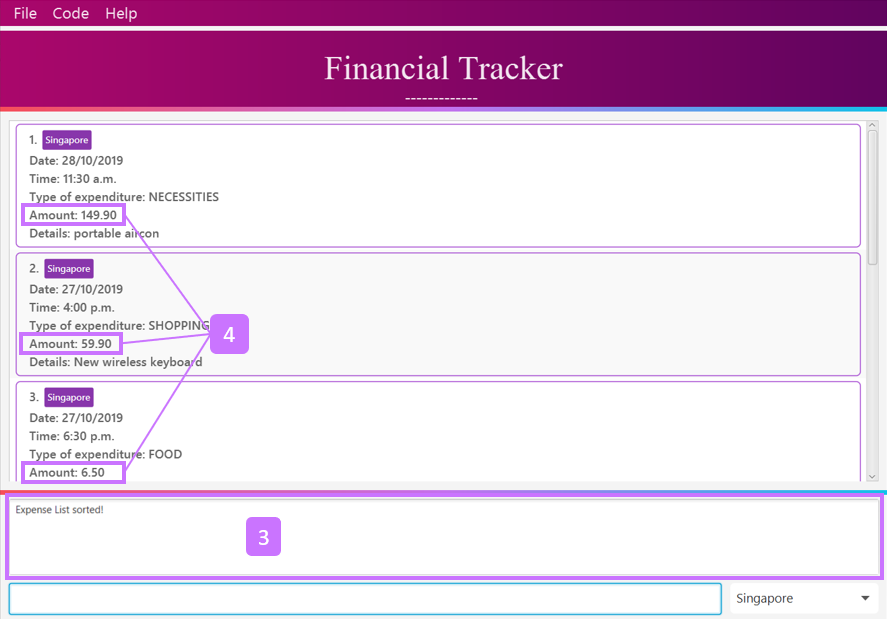 File Code Help
Financial Tracker
-------------
1. Singapore
Date: 28/10/2019
Time: 11:30 a.m.
Type of expenditure: NECESSITIES
Amount: 149.90
Details: portable aircon
2. Singapore
Date: 27/10/2019
Time: 4:00 p.m.
Type of expenditure: SHOPPING
4
Amount: 59.90
Details: New wireless keyboard
3. Singapore
Date: 27/10/2019
Time: 6:30 p.m.
Type of expenditure: FOOD
Amount: 6.50
Expense List sorted!
3
Singapore